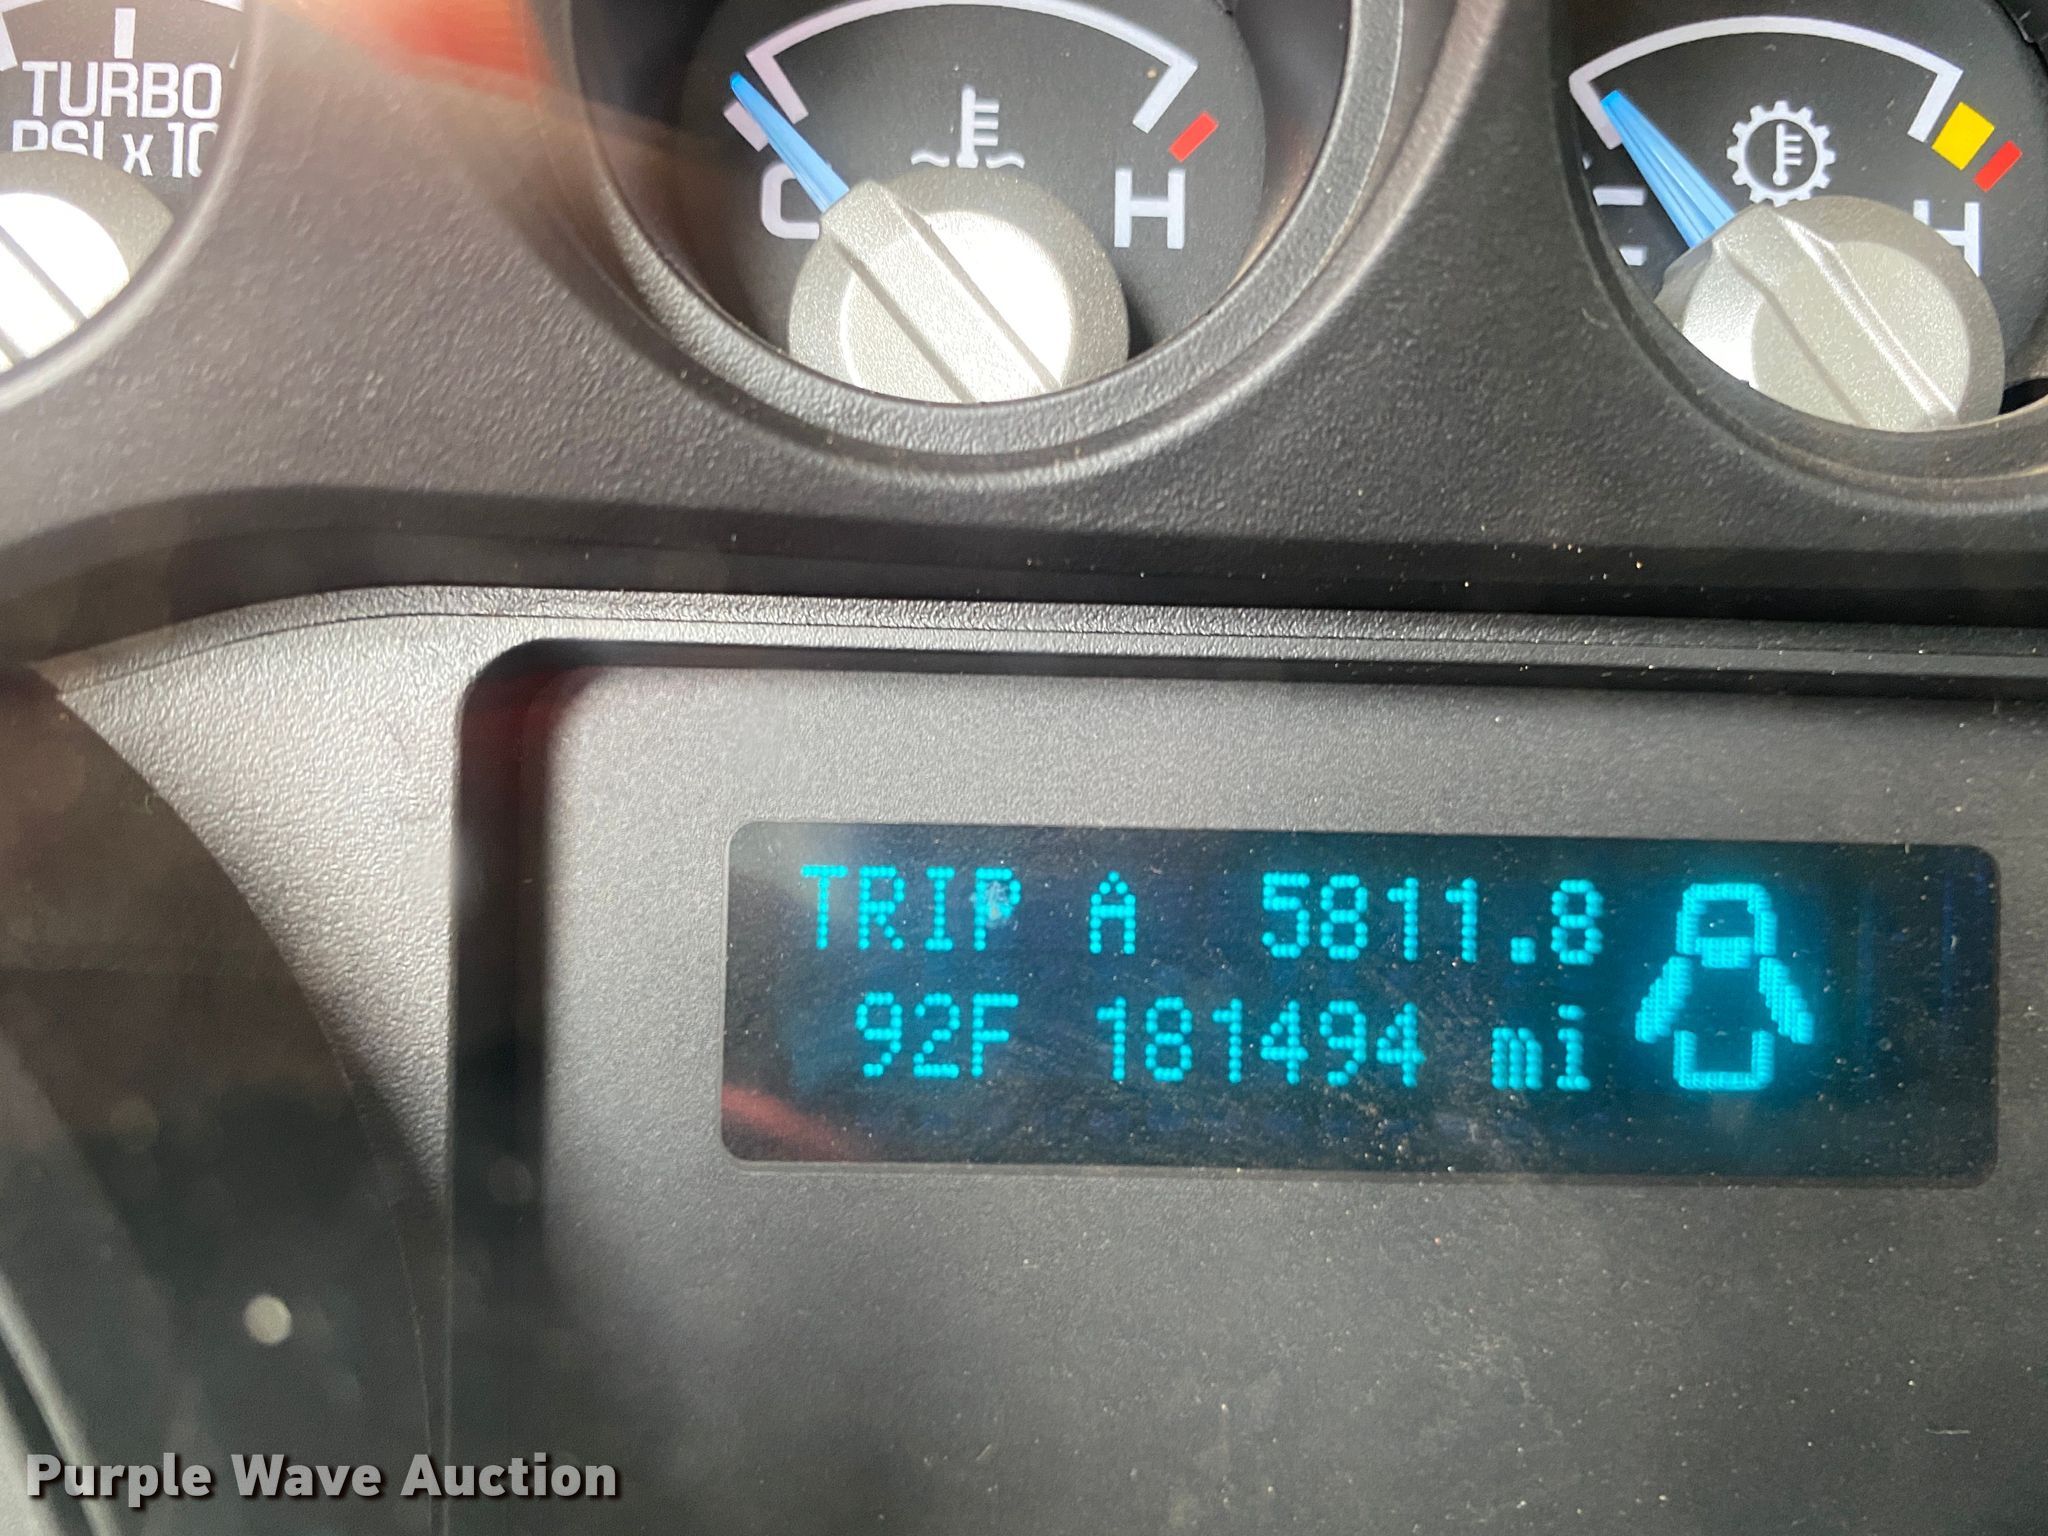 TURBO
PSI x 10
C H
H
TRIP A 5811.8
92F 181494 mi
Purple Wave Auction